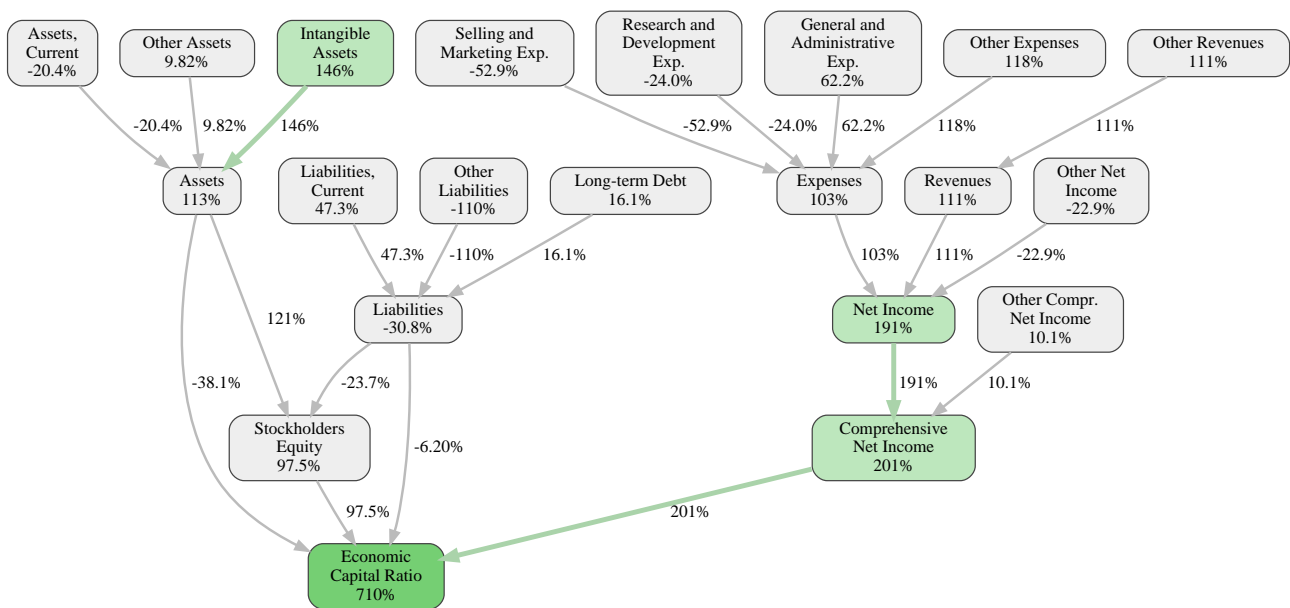 Assets,
Current
-20.4%
Other Assets
9.82%
Intangible
Assets
146%
Selling and
Marketing Exp.
-52.9%
Research and
Development
Exp.
-24.0%
General and
Administrative
Exp.
62.2%
Other Expenses
118%
Other Revenues
111%
-20.4%
9.82%
146%
-52.9%
-24.0%
62.2%
118%
111%
Assets
113%
Liabilities,
Current
47.3%
Other
Liabilities
-110%
Long-term Debt
16.1%
Expenses
103%
Revenues
111%
Other Net
Income
-22.9%
47.3%
-110%
16.1%
103%
111%
-22.9%
Liabilities
-30.8%
Net Income
191%
Other Compr.
Net Income
10.1%
121%
-38.1%
-23.7%
191%
10.1%
Stockholders
Equity
97.5%
-6.20%
Comprehensive
Net Income
201%
97.5%
201%
Economic
Capital Ratio
710%